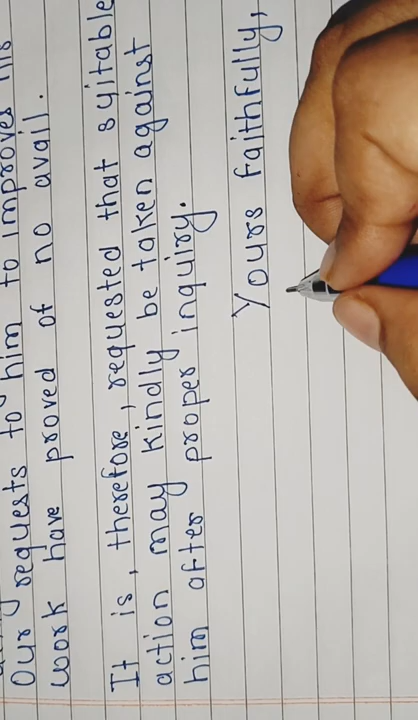 Our requests to him to improves his
work have proved of no avail.
It is, therefore, requested that suitable
action may kindly be taken against
him after proper inquiry.
Yours faithfully,